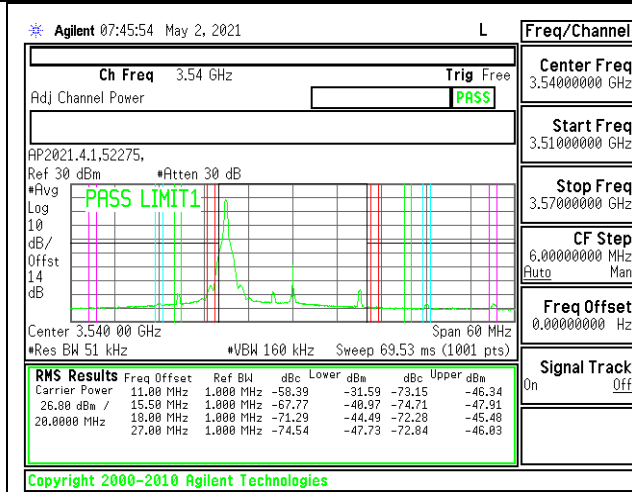 Agilent 07:45:54 May 2, 2021 L
Ch Freq 3.54 GHz Trig Free
Adj Channel Power PASS
AP2021.4.1,52275,
Ref 30 dBm #Atten 30 dB
#Avg
Log
10
dB/
Offst
14
dB
PASS LIMIT1
Center 3.540 00 GHz Span 60 MHz
#Res BW 51 kHz #VBW 160 kHz Sweep 69.53 ms (1001 pts)
RMS Results Freq Offset Ref BW dBc Lower dBm dBc Upper dBm
Carrier Power 11.00 MHz 1.000 MHz -58.39 -31.59 -73.15 -46.34
26.80 dBm / 15.50 MHz 1.000 MHz -67.77 -40.97 -74.71 -47.91
20.0000 MHz 18.00 MHz 1.000 MHz -71.29 -44.49 -72.28 -45.48
27.00 MHz 1.000 MHz -74.54 -47.73 -72.84 -46.03
Copyright 2000-2010 Agilent Technologies
Freq/Channel
Center Freq
3.54000000 GHz
Start Freq
3.51000000 GHz
Stop Freq
3.57000000 GHz
CF Step
6.00000000 MHz
Auto Man
Freq Offset
0.00000000 Hz
Signal Track
On Off